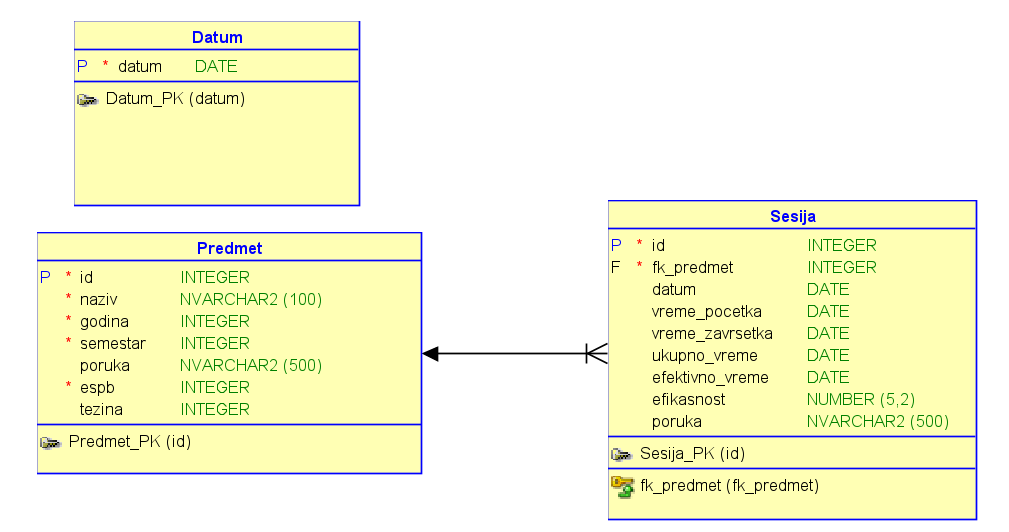 Datum
P * datum DATE
Datum_PK (datum)
Predmet
P * id INTEGER
* naziv NVARCHAR2 (100)
* godina INTEGER
* semestar INTEGER
poruka NVARCHAR2 (500)
* espb INTEGER
tezina INTEGER
Predmet_PK (id)
Sesija
P * id INTEGER
F * fk_predmet INTEGER
datum DATE
vreme_pocetka DATE
vreme_zavrsetka DATE
ukupno_vreme DATE
efektivno_vreme DATE
efikasnost NUMBER (5,2)
poruka NVARCHAR2 (500)
Sesija_PK (id)
fk_predmet (fk_predmet)